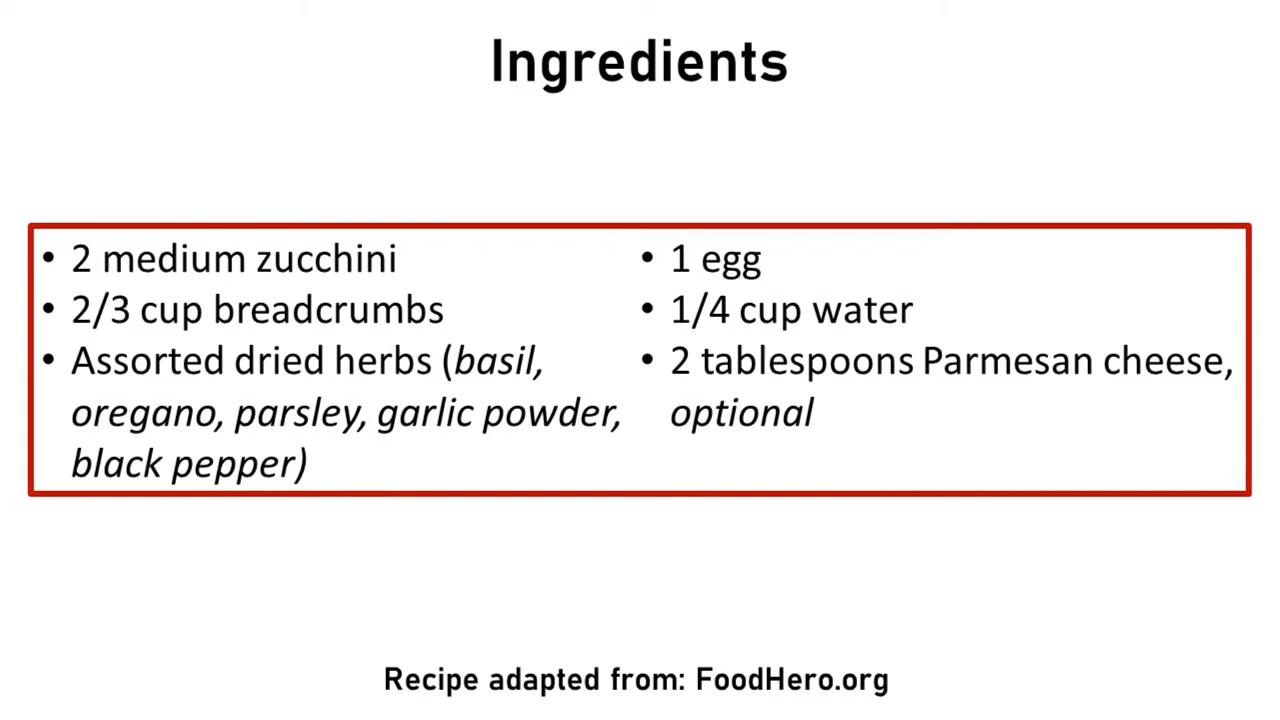 Ingredients
• 2 medium zucchini
• 2/3 cup breadcrumbs
• Assorted dried herbs (basil,
oregano, parsley, garlic powder,
black pepper)
• 1 egg
• 1/4 cup water
• 2 tablespoons Parmesan cheese,
optional
Recipe adapted from: FoodHero.org